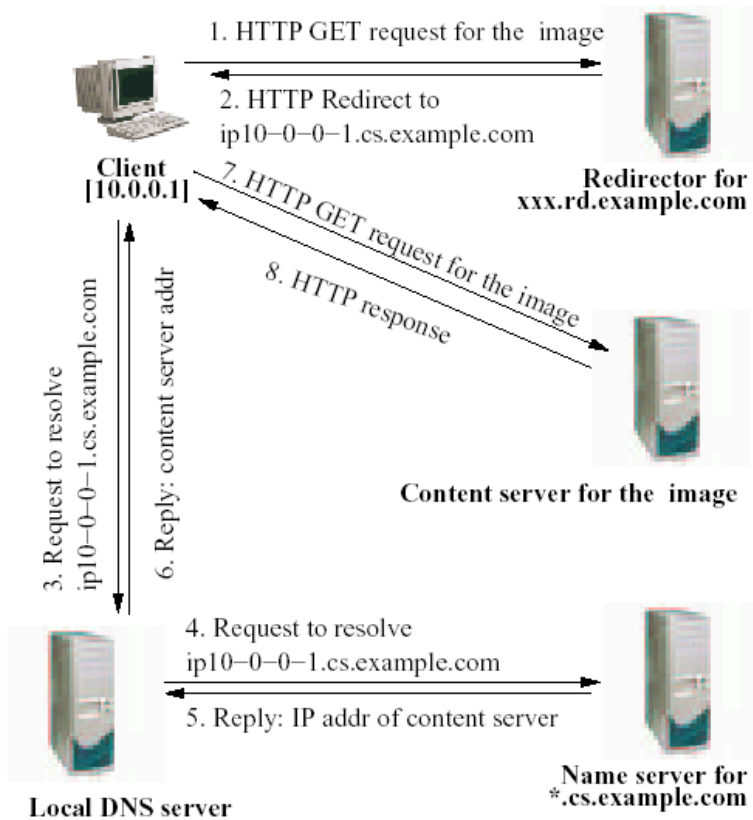 1. HTTP GET request for the image
2. HTTP Redirect to
ip10−0−0−1.cs.example.com
Client
[10.0.0.1]
Redirector for
xxx.rd.example.com
7. HTTP GET request for the image
8. HTTP response
3. Request to resolve
ip10−0−0−1.cs.example.com
6. Reply: content server addr
Content server for the image
4. Request to resolve
ip10−0−0−1.cs.example.com
5. Reply: IP addr of content server
Local DNS server
Name server for
*.cs.example.com